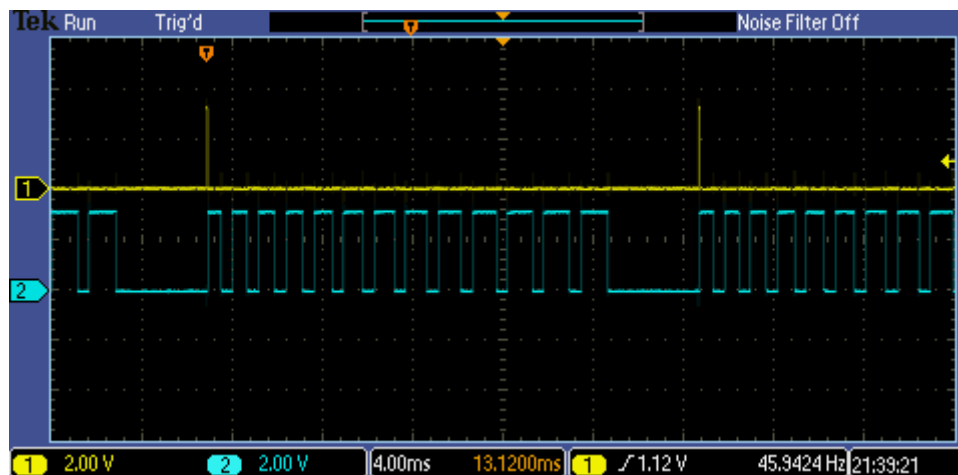 Tek Run Trig'd Noise Filter Off
T
T
1
2
1 2.00 V 2 2.00 V 4.00ms 13.1200ms 1 / 1.12 V 45.9424 Hz 21:39:21